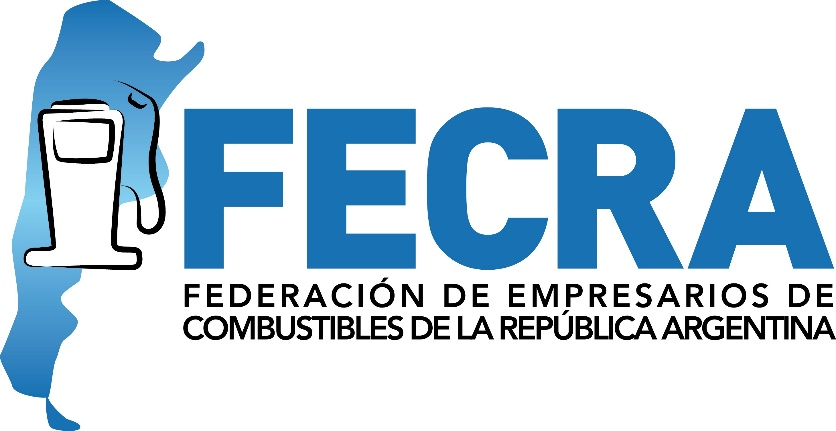 FECRA
FEDERACIÓN DE EMPRESARIOS DE
COMBUSTIBLES DE LA REPÚBLICA ARGENTINA